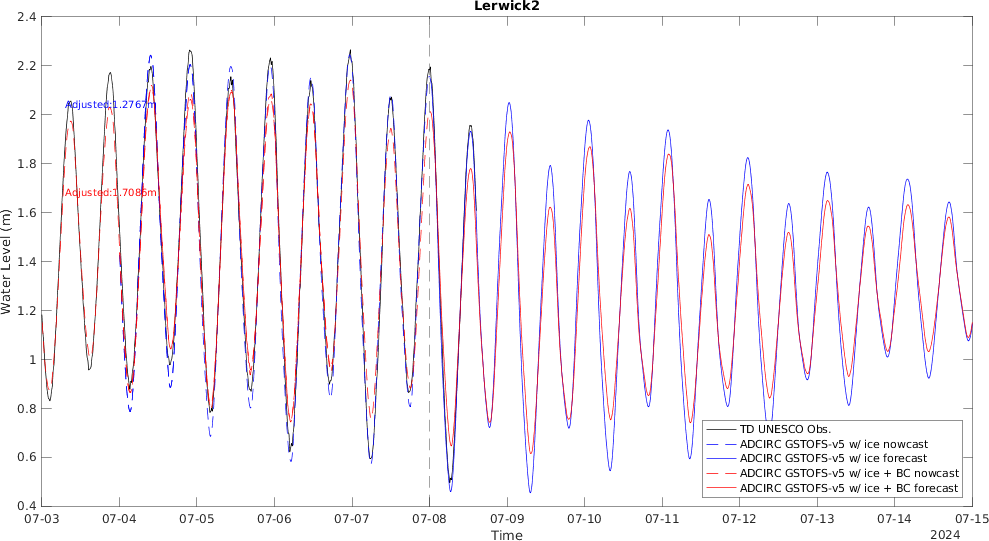 Lerwick2
2.4
2.2
2
1.8
1.6
1.4
1.2
1
0.8
0.6
0.4
Water Level (m)
Adjusted:1.2767m
Adjusted:1.7086m
TD UNESCO Obs.
ADCIRC GSTOFS-v5 w/ ice nowcast
ADCIRC GSTOFS-v5 w/ ice forecast
ADCIRC GSTOFS-v5 w/ ice + BC nowcast
ADCIRC GSTOFS-v5 w/ ice + BC forecast
07-03 07-04 07-05 07-06 07-07 07-08 07-09 07-10 07-11 07-12 07-13 07-14 07-15
Time
2024